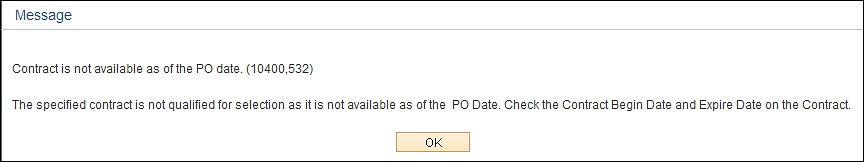 Message
Contract is not available as of the PO date. (10400,532)
The specified contract is not qualified for selection as it is not available as of the  PO Date. Check the Contract Begin Date and Expire Date on the Contract.
OK